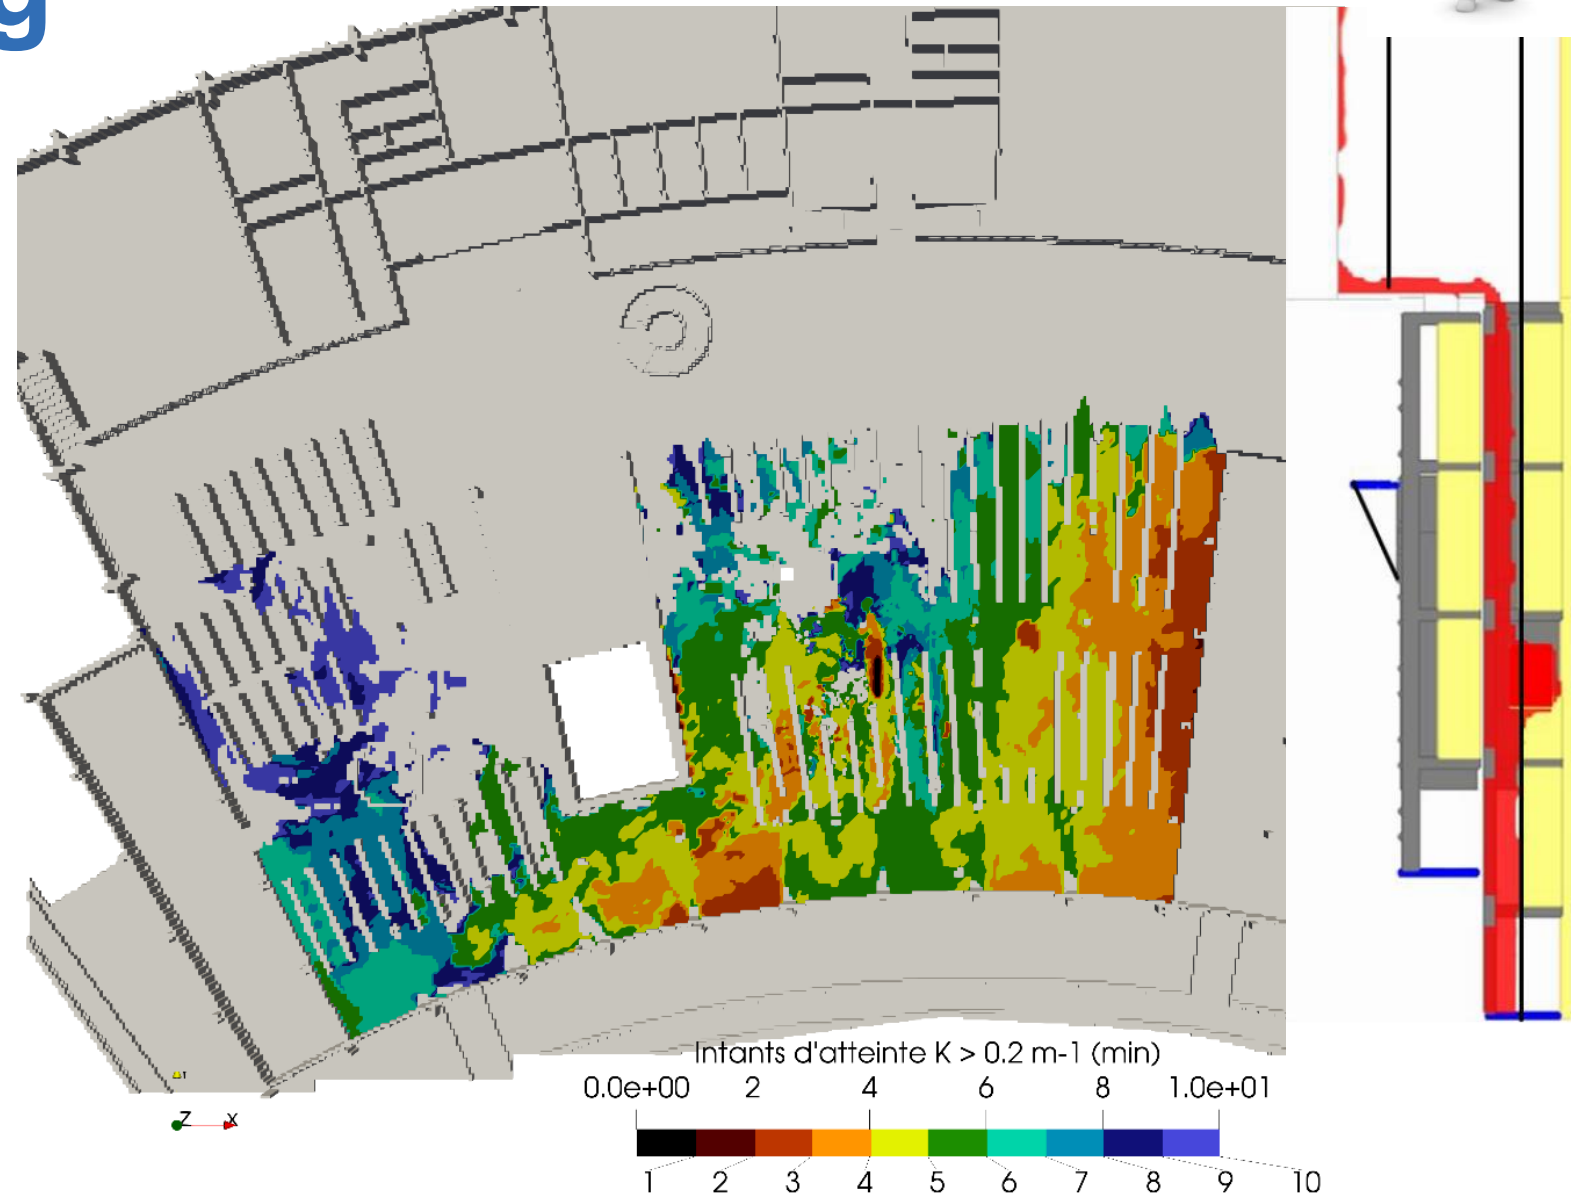 g
Intants d'atteinte K > 0.2 m-1 (min)
0.0e+00 2 4 6 8 1.0e+01
1 2 3 4 5 6 7 8 9 10
Z X